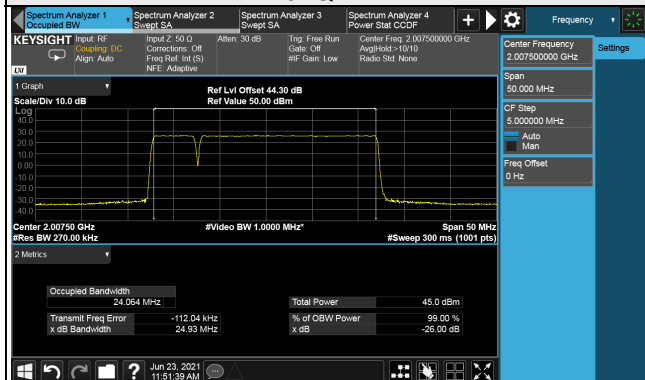 Spectrum Analyzer 1
Occupied BW
Spectrum Analyzer 2
Swept SA
Spectrum Analyzer 3
Swept SA
Spectrum Analyzer 4
Power Stat CCDF
+
Frequency
KEYSIGHT
Input: RF
Coupling: DC
Align: Auto
Input Z: 50 Ω
Corrections: Off
Freq Ref: Int (S)
NFE: Adaptive
Atten: 30 dB
Trig: Free Run
Gate: Off
#IF Gain: Low
Center Freq: 2.007500000 GHz
Avg|Hold:>10/10
Radio Std: None
LXI
Center Frequency
2.007500000 GHz
Settings
Span
50.000 MHz
CF Step
5.000000 MHz
Auto
Man
Freq Offset
0 Hz
1 Graph
Scale/Div 10.0 dB
Ref Lvl Offset 44.30 dB
Ref Value 50.00 dBm
Log
40.0
30.0
20.0
10.0
0.00
-10.0
-20.0
-30.0
-40.0
Center 2.00750 GHz
#Res BW 270.00 kHz
#Video BW 1.0000 MHz*
Span 50 MHz
#Sweep 300 ms (1001 pts)
2 Metrics
Occupied Bandwidth
24.064 MHz
Total Power
45.0 dBm
Transmit Freq Error
-112.04 kHz
% of OBW Power
99.00 %
x dB Bandwidth
24.93 MHz
x dB
-26.00 dB
?
Jun 23, 2021
11:51:39 AM